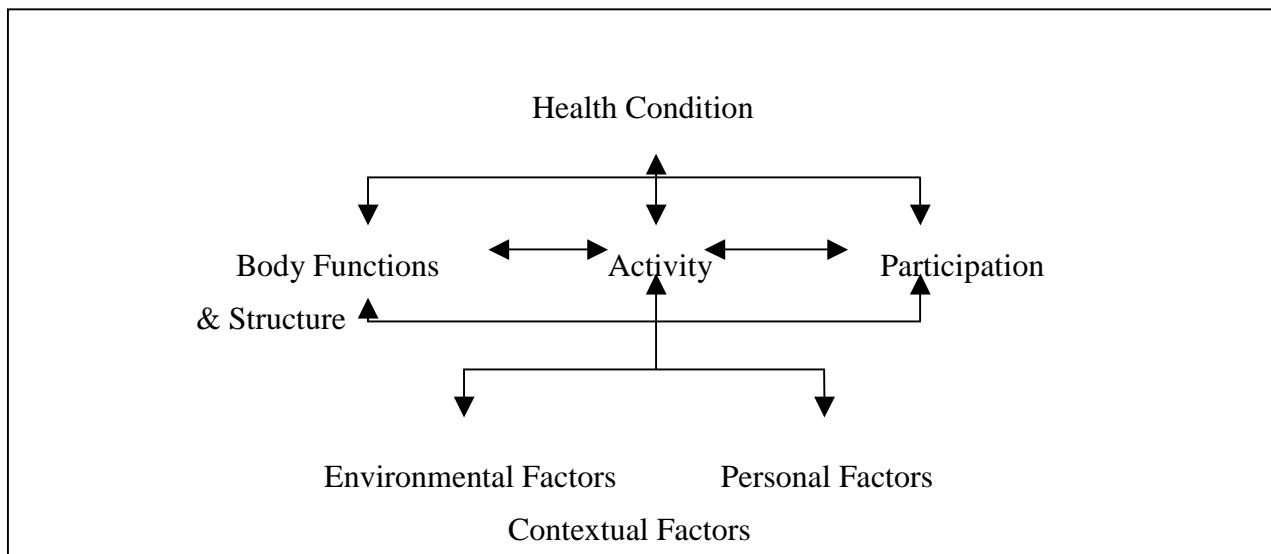 Health Condition
Body Functions Activity Participation
& Structure
Environmental Factors Personal Factors
Contextual Factors